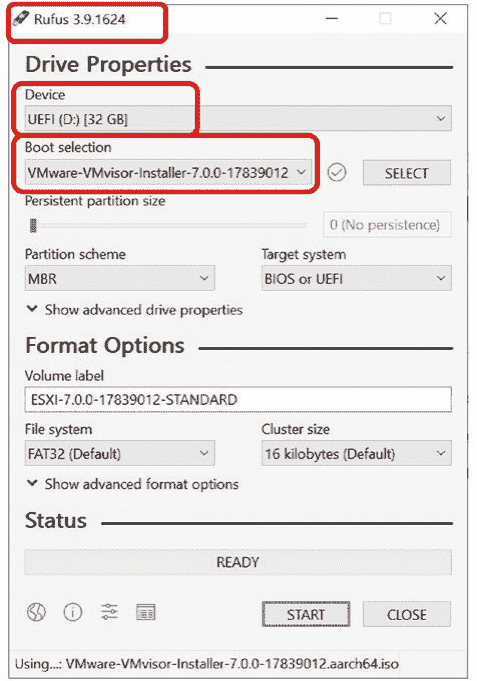 Rufus 3.9.1624
Drive Properties
Device
UEFI (D:) [32 GB]
Boot selection
VMware-VMvisor-Installer-7.0.0-17839012
SELECT
Persistent partition size
0 (No persistence)
Partition scheme
Target system
MBR
BIOS or UEFI
Show advanced drive properties
Format Options
Volume label
ESXI-7.0.0-17839012-STANDARD
File system
Cluster size
FAT32 (Default)
16 kilobytes (Default)
Show advanced format options
Status
READY
START
CLOSE
Using...: VMware-VMvisor-Installer-7.0.0-17839012.aarch64.iso